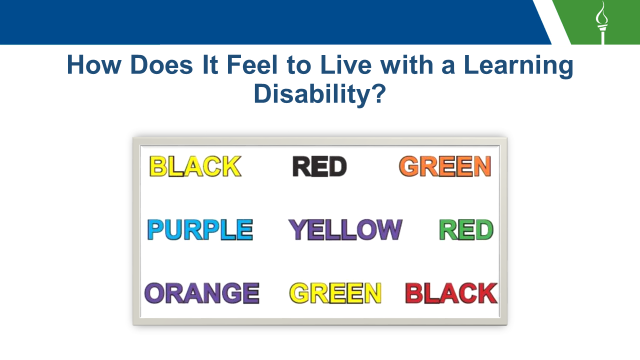 How Does It Feel to Live with a Learning
Disability?
BLACK RED GREEN
PURPLE YELLOW RED
ORANGE GREEN BLACK